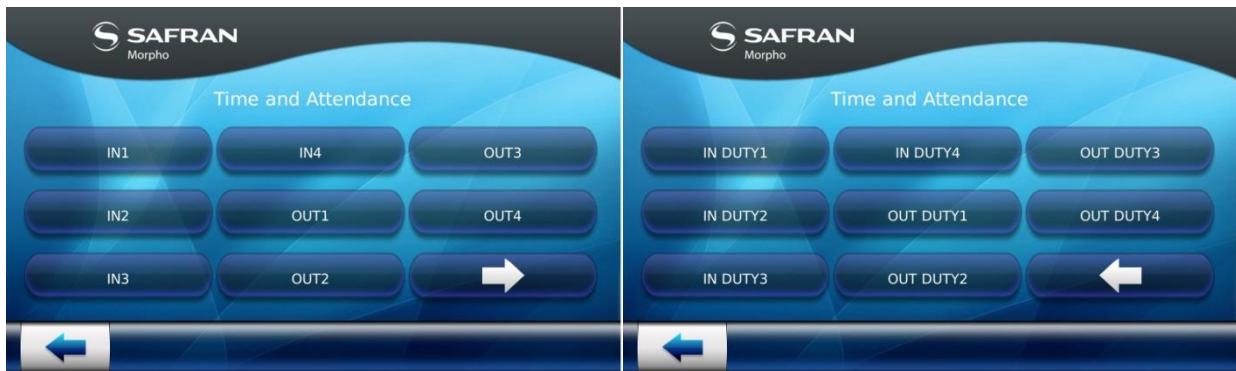 SAFRAN
Morpho
Time and Attendance
IN1 IN4 OUT3
IN2 OUT1 OUT4
IN3 OUT2
SAFRAN
Morpho
Time and Attendance
IN DUTY1 IN DUTY4 OUT DUTY3
IN DUTY2 OUT DUTY1 OUT DUTY4
IN DUTY3 OUT DUTY2